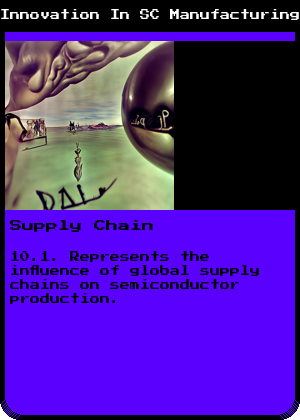 Innovation In SC Manufacturing
Supply Chain
10.1. Represents the
influence of global supply
chains on semiconductor
production.